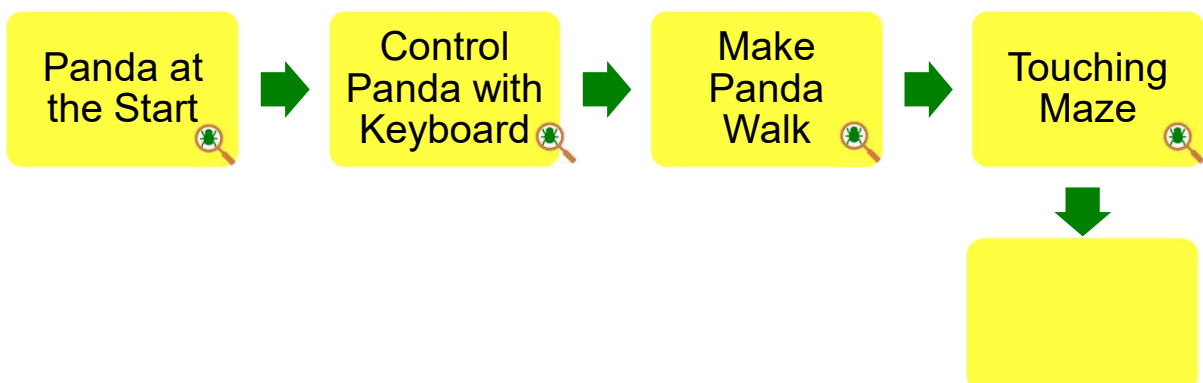 Panda at
the Start
Control
Panda with
Keyboard
Make
Panda
Walk
Touching
Maze